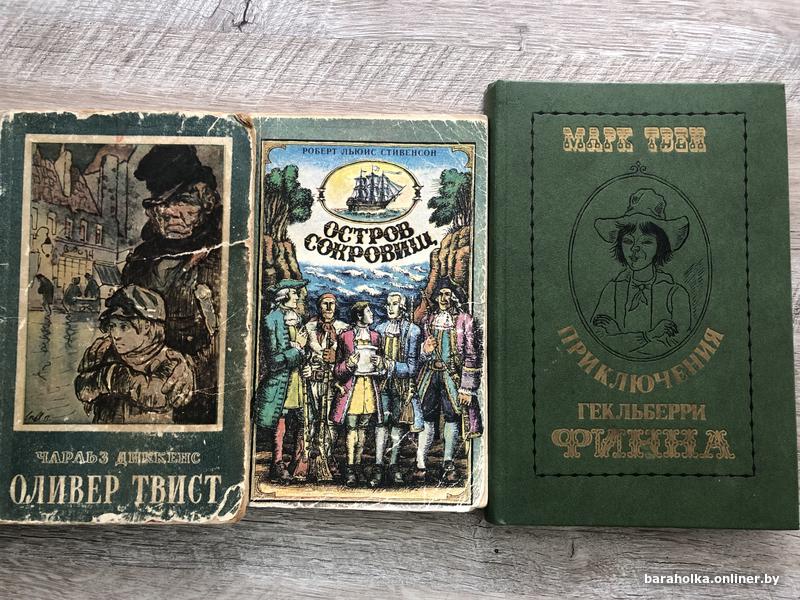 ЧАРЛЬЗ ДИККЕНС
ОЛИВЕР ТВИСТ
РОБЕРТ ЛЬЮИС СТИВЕНСОН
ОСТРОВ
СОКРОВИЩ
МАРК ТВЕН
ПРИКЛЮЧЕНИЯ
ГЕКЛЬБЕРРИ
ФИННА
baraholka.onliner.by